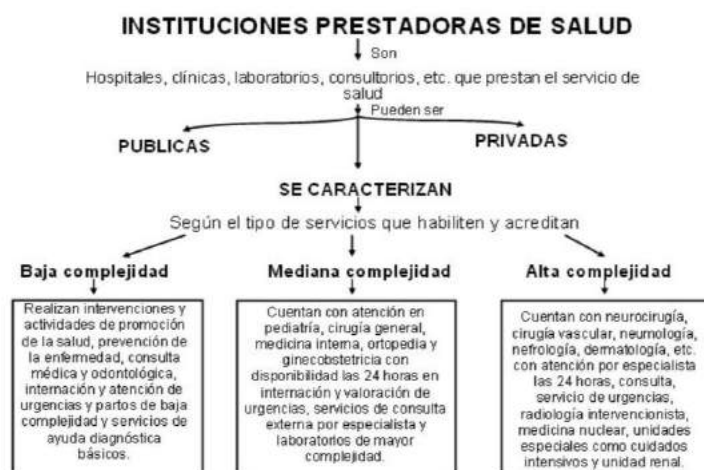 INSTITUCIONES PRESTADORAS DE SALUD
Son
Hospitales, clínicas, laboratorios, consultorios, etc. que prestan el servicio de
salud
Pueden ser
PUBLICAS
PRIVADAS
SE CARACTERIZAN
Según el tipo de servicios que habiliten y acreditan
Baja complejidad
Realizan intervenciones y
actividades de promoción
de la salud, prevención de
la enfermedad, consulta
médica y odontológica,
internación y atención de
urgencias y partos de baja
complejidad y servicios de
ayuda diagnóstica
básicos.
Mediana complejidad
Cuentan con atención en
pediatría, cirugía general,
medicina interna, ortopedia y
ginecobstetricia con
disponibilidad las 24 horas en
internación y valoración de
urgencias, servicios de consulta
externa por especialista y
laboratorios de mayor
complejidad.
Alta complejidad
Cuentan con neurocirugía,
cirugía vascular, neumología,
nefrología, dermatología, etc.
con atención por especialista
las 24 horas, consulta,
servicio de urgencias,
radiología intervencionista,
medicina nuclear, unidades
especiales como cuidados
intensivos y unidad renal.